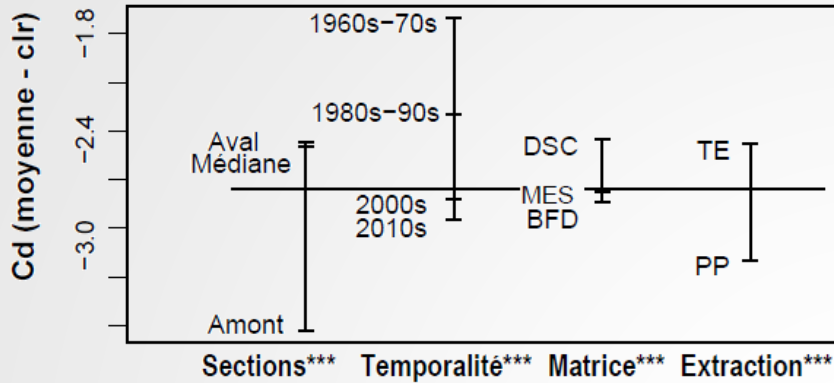 Cd (moyenne - clr)
−1.8
−2.4
−3.0
1960s−70s
1980s−90s
2000s
2010s
Aval
Médiane
Amont
DSC
MES
BFD
TE
PP
Sections*** Temporalité*** Matrice*** Extraction***